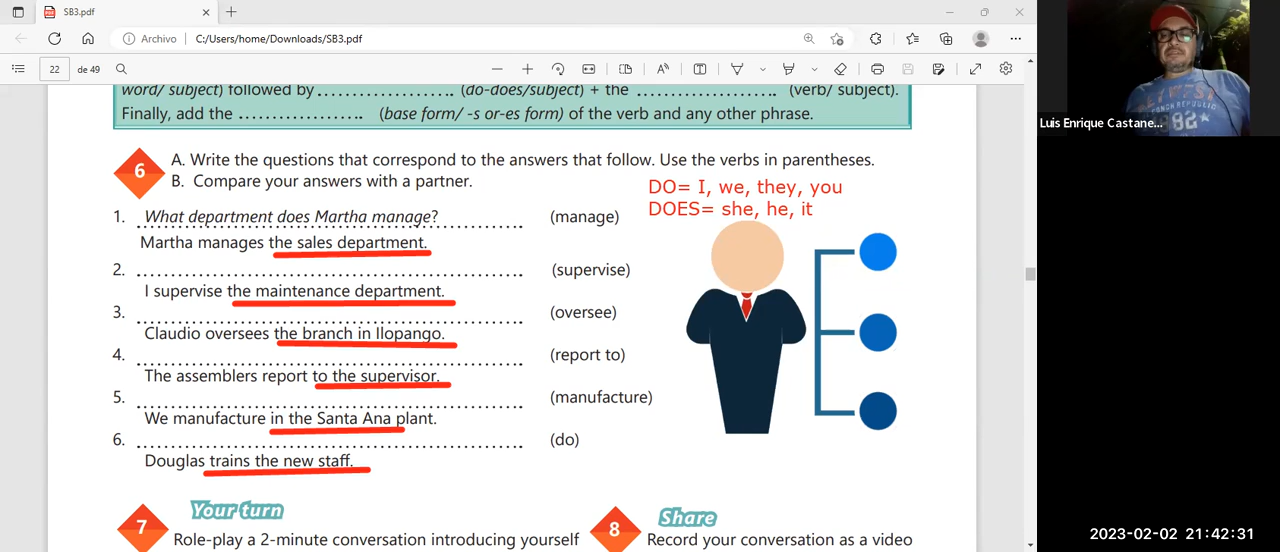 SB3.pdf
Archivo C:/Users/home/Downloads/SB3.pdf
22 de 49
word/ subject) followed by .................... (do-does/subject) + the .................... (verb/ subject).
Finally, add the .................. (base form/ -s or-es form) of the verb and any other phrase.
6 A. Write the questions that correspond to the answers that follow. Use the verbs in parentheses.
B. Compare your answers with a partner.
DO= I, we, they, you
DOES= she, he, it
1. What department does Martha manage? (manage)
Martha manages the sales department.
2. (supervise)
I supervise the maintenance department.
3. (oversee)
Claudio oversees the branch in Ilopango.
4. (report to)
The assemblers report to the supervisor.
5. (manufacture)
We manufacture in the Santa Ana plant.
6. (do)
Douglas trains the new staff.
7 Your turn
Role-play a 2-minute conversation introducing yourself
8 Share
Record your conversation as a video
Luis Enrique Castane...
82
2023-02-02 21:42:31